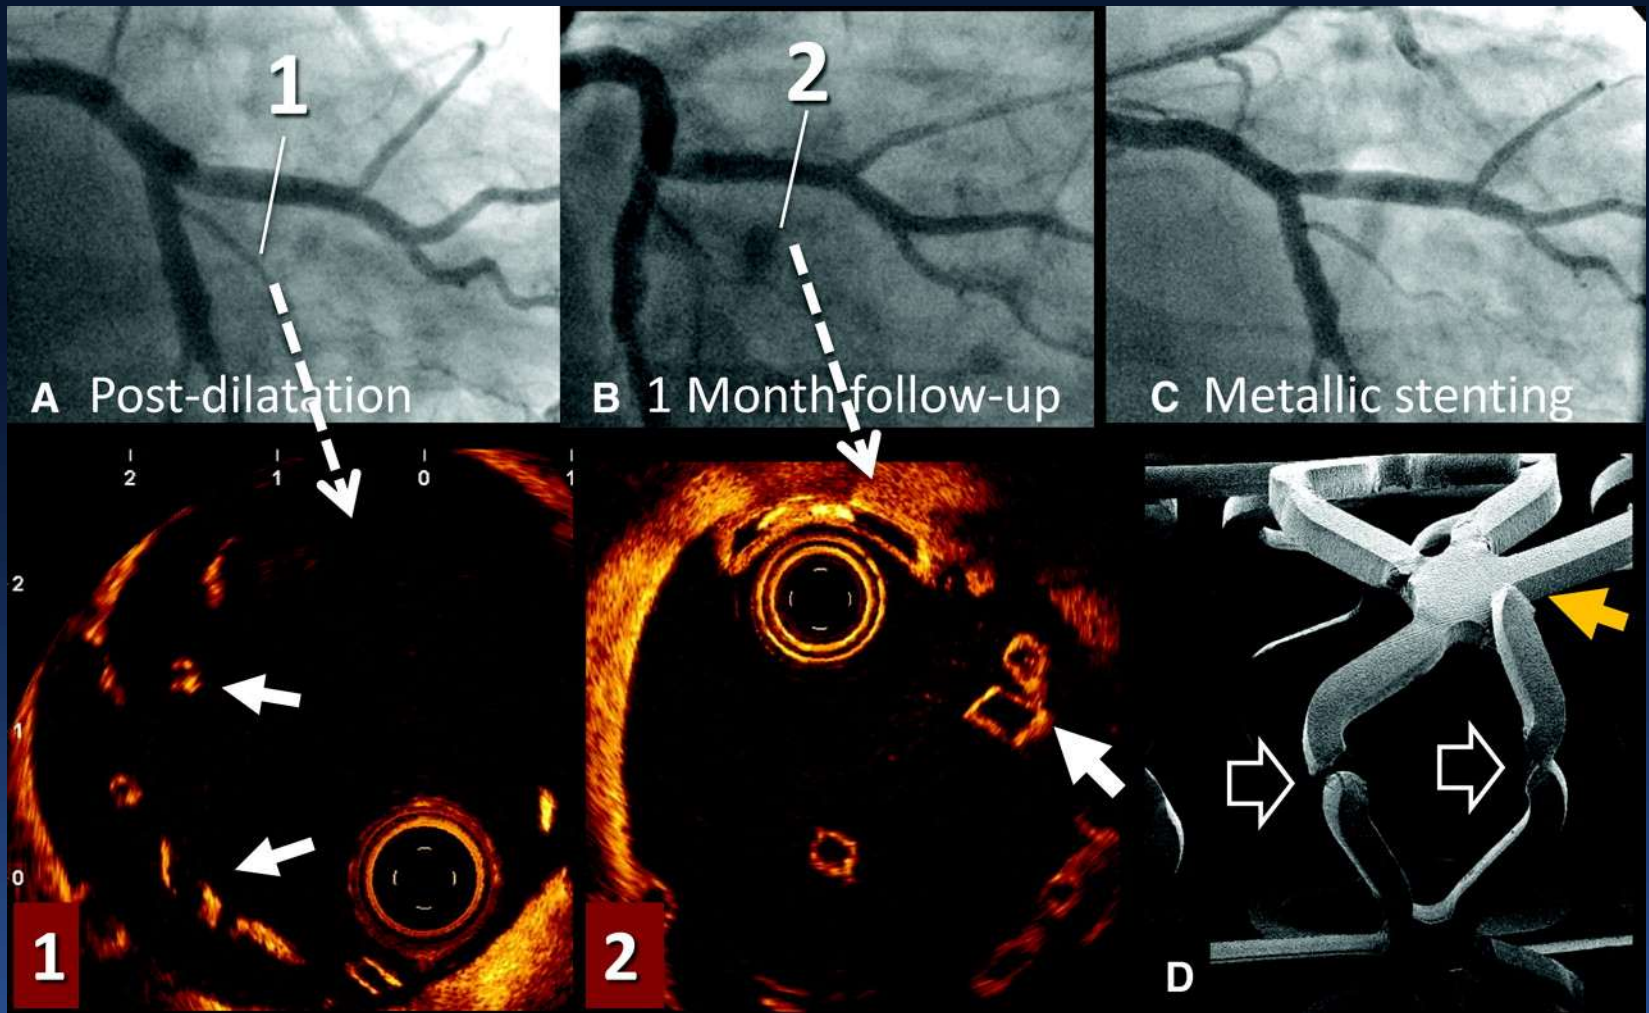 1
2
A Post-dilatation
B 1 Month follow-up
C Metallic stenting
2 1 0 1
2
1
0
1
2
D